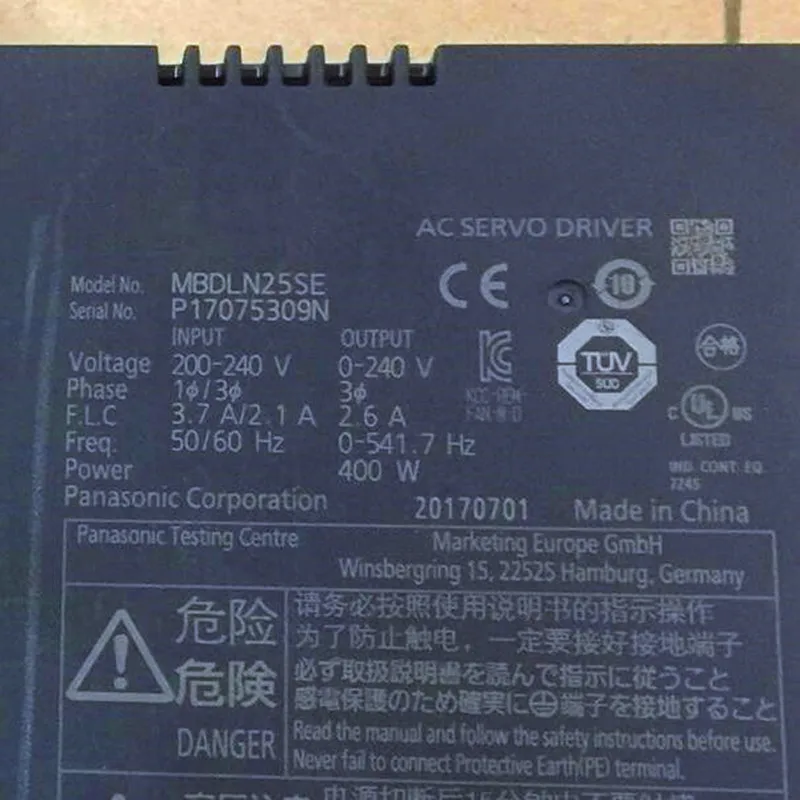 AC SERVO DRIVER
Model No. MBDLN25SE
Serial No. P17075309N
INPUT OUTPUT
Voltage 200-240 V 0-240 V
Phase 1ϕ/3ϕ 3ϕ
F.L.C 3.7 A/2.1 A 2.6 A
Freq. 50/60 Hz 0-541.7 Hz
Power 400 W
CE
10
TÜV
SÜD
合格
C UL US
LISTED
IND. CONT. EQ.
7245
Panasonic Corporation 20170701 Made in China
Panasonic Testing Centre Marketing Europe GmbH
Winsbergring 15, 22525 Hamburg, Germany
危险
危険
DANGER
请务必按照使用说明书的指示操作
为了防止触电，一定要接好接地端子
必ず取扱説明書を読んで指示に従うこと
感電保護のため確実に⏚端子を接地すること
Read the manual and follow the safety instructions before use.
Never fail to connect Protective Earth(PE) terminal.